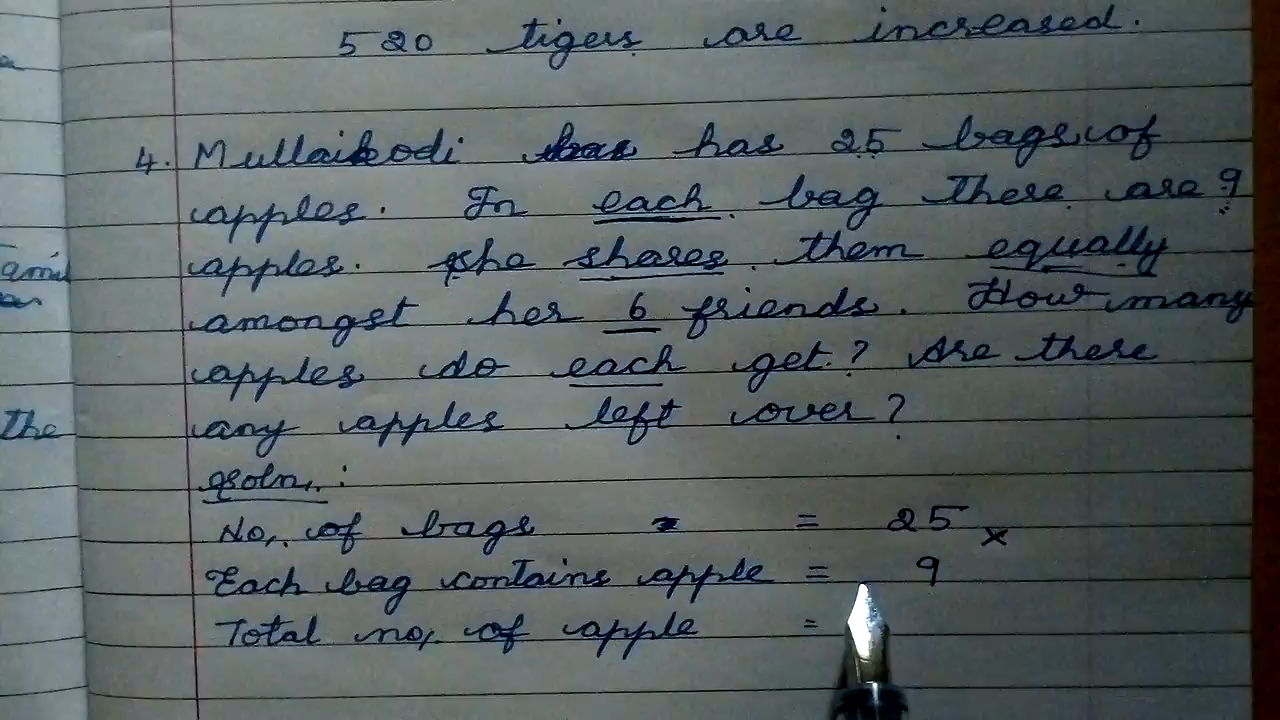 520 tigers are increased.
4. Mullaikodi has has 25 bags of
apples. In each bag there are 9
apples. She shares them equally
amongst her 6 friends. How many
apples do each get? Are there
any apples left over?
Soln. :
No. of bags = = 25 ×
Each bag contains apple = 9
Total no. of apple =
The